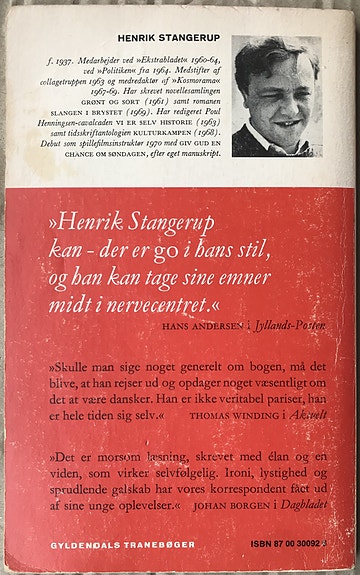 HENRIK STANGERUP
f. 1937. Medarbejder ved »Ekstrabladet« 1960-64,
ved »Politiken« fra 1964. Medstifter af
collagetruppen 1963 og medredaktør af »Kosmorama«
1967-69. Har skrevet novellesamlingen
GRØNT OG SORT (1961) samt romanen
SLANGEN I BRYSTET (1969). Har redigeret Poul
Henningsen-cavalcaden VI ER SELV HISTORIE (1963)
samt tidsskriftantologien KULTURKAMPEN (1968).
Debut som spillefilmsinstruktør 1970 med GIV GUD EN
CHANCE OM SØNDAGEN, efter eget manuskript.
»Henrik Stangerup
kan – der er go i hans stil,
og han kan tage sine emner
midt i nervecentret.«
HANS ANDERSEN i Jyllands-Posten
»Skulle man sige noget generelt om bogen, må det
blive, at han rejser ud og opdager noget væsentligt om
det at være dansker. Han er ikke veritabel pariser, han
er hele tiden sig selv.« THOMAS WINDING i Aktuelt
»Det er morsom læsning, skrevet med élan og en
viden, som virker selvfølgelig. Ironi, lystighed og
sprudlende galskab har vores korrespondent fået ud
af sine unge oplevelser.« JOHAN BORGEN i Dagbladet
GYLDENDALS TRANEBØGER
ISBN 87 00 30092 3